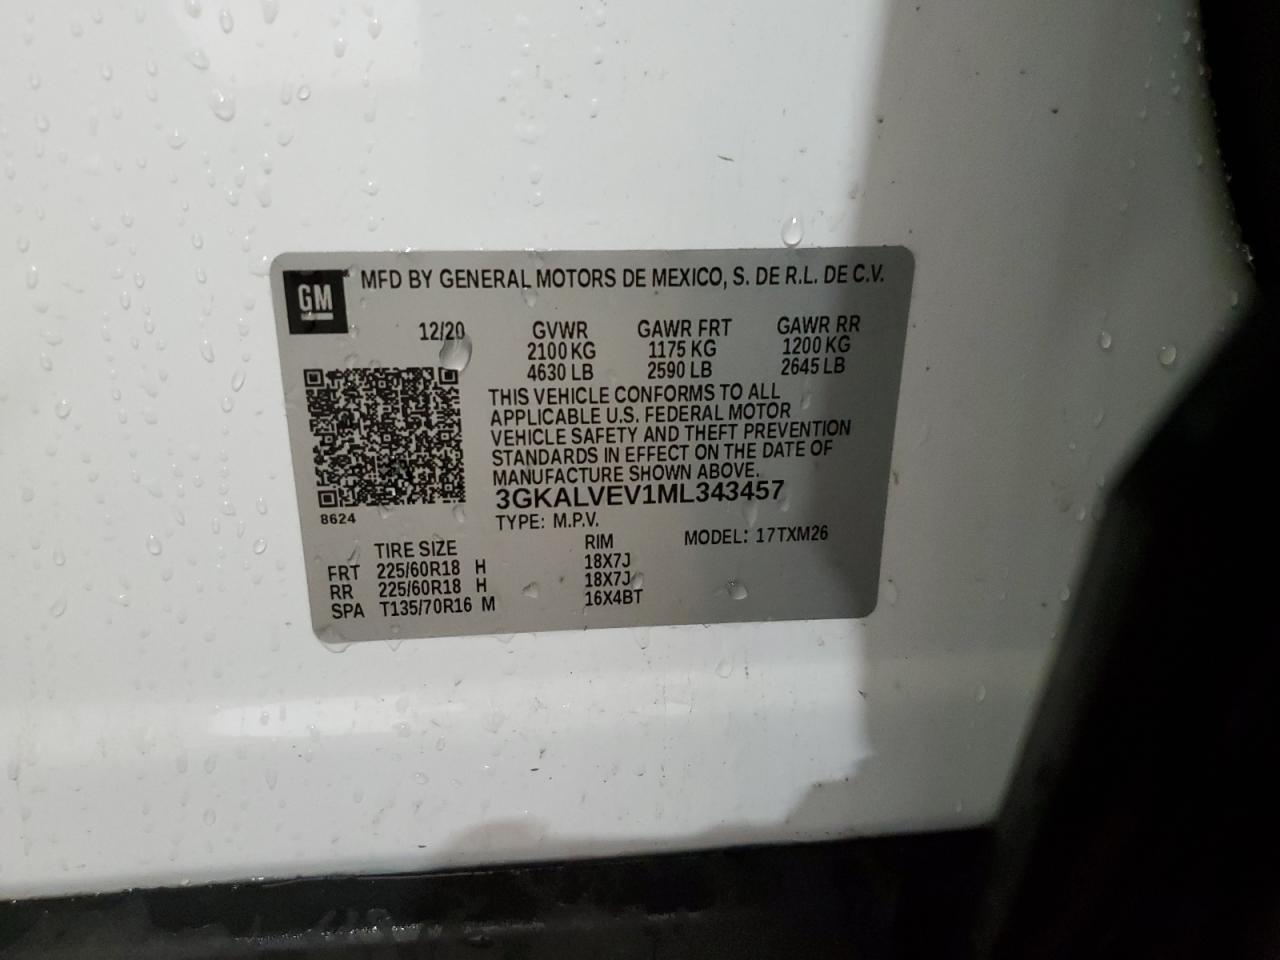 GM
MFD BY GENERAL MOTORS DE MEXICO, S. DE R.L. DE C.V.
12/20 GVWR GAWR FRT GAWR RR
2100 KG 1175 KG 1200 KG
4630 LB 2590 LB 2645 LB
THIS VEHICLE CONFORMS TO ALL
APPLICABLE U.S. FEDERAL MOTOR
VEHICLE SAFETY AND THEFT PREVENTION
STANDARDS IN EFFECT ON THE DATE OF
MANUFACTURE SHOWN ABOVE.
3GKALVEV1ML343457
8624
TYPE: M.P.V.
MODEL: 17TXM26
TIRE SIZE RIM
FRT 225/60R18 H 18X7J
RR 225/60R18 H 18X7J
SPA T135/70R16 M 16X4BT